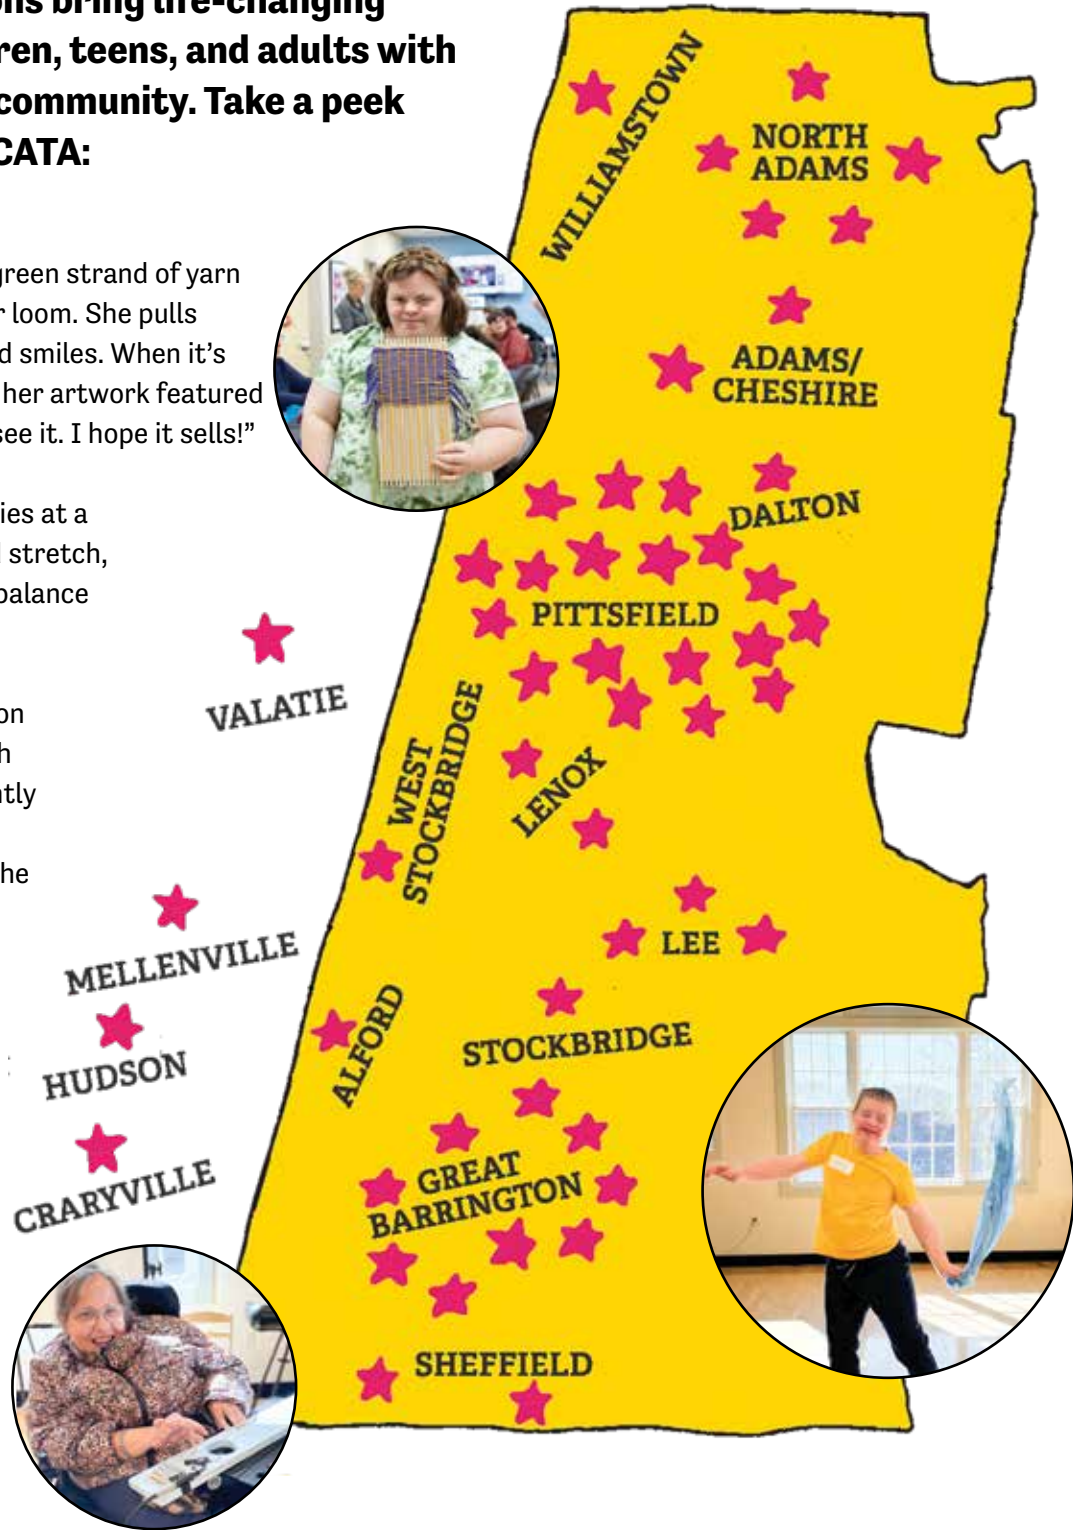 ons bring life-changing
ren, teens, and adults with
community. Take a peek
CATA:
green strand of yarn
r loom. She pulls
d smiles. When it's
her artwork featured
see it. I hope it sells!”
ies at a
stretch,
balance
on
h
ntly
he
WILLIAMSTOWN
NORTH
ADAMS
ADAMS/
CHESHIRE
DALTON
PITTSFIELD
VALATIE
WEST
STOCKBRIDGE
LENOX
MELLENVILLE
LEE
HUDSON
ALFORD
STOCKBRIDGE
CRARYVILLE
GREAT
BARRINGTON
SHEFFIELD